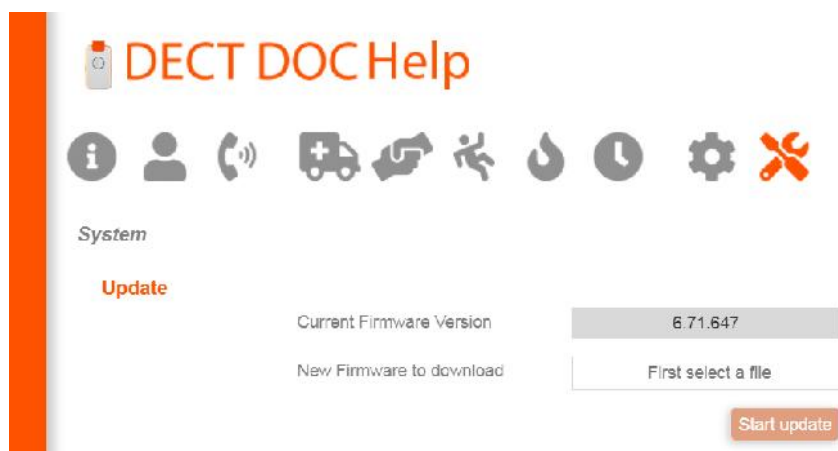 DECT DOC Help
System
Update
Current Firmware Version 6.71.647
New Firmware to download First select a file
Start update